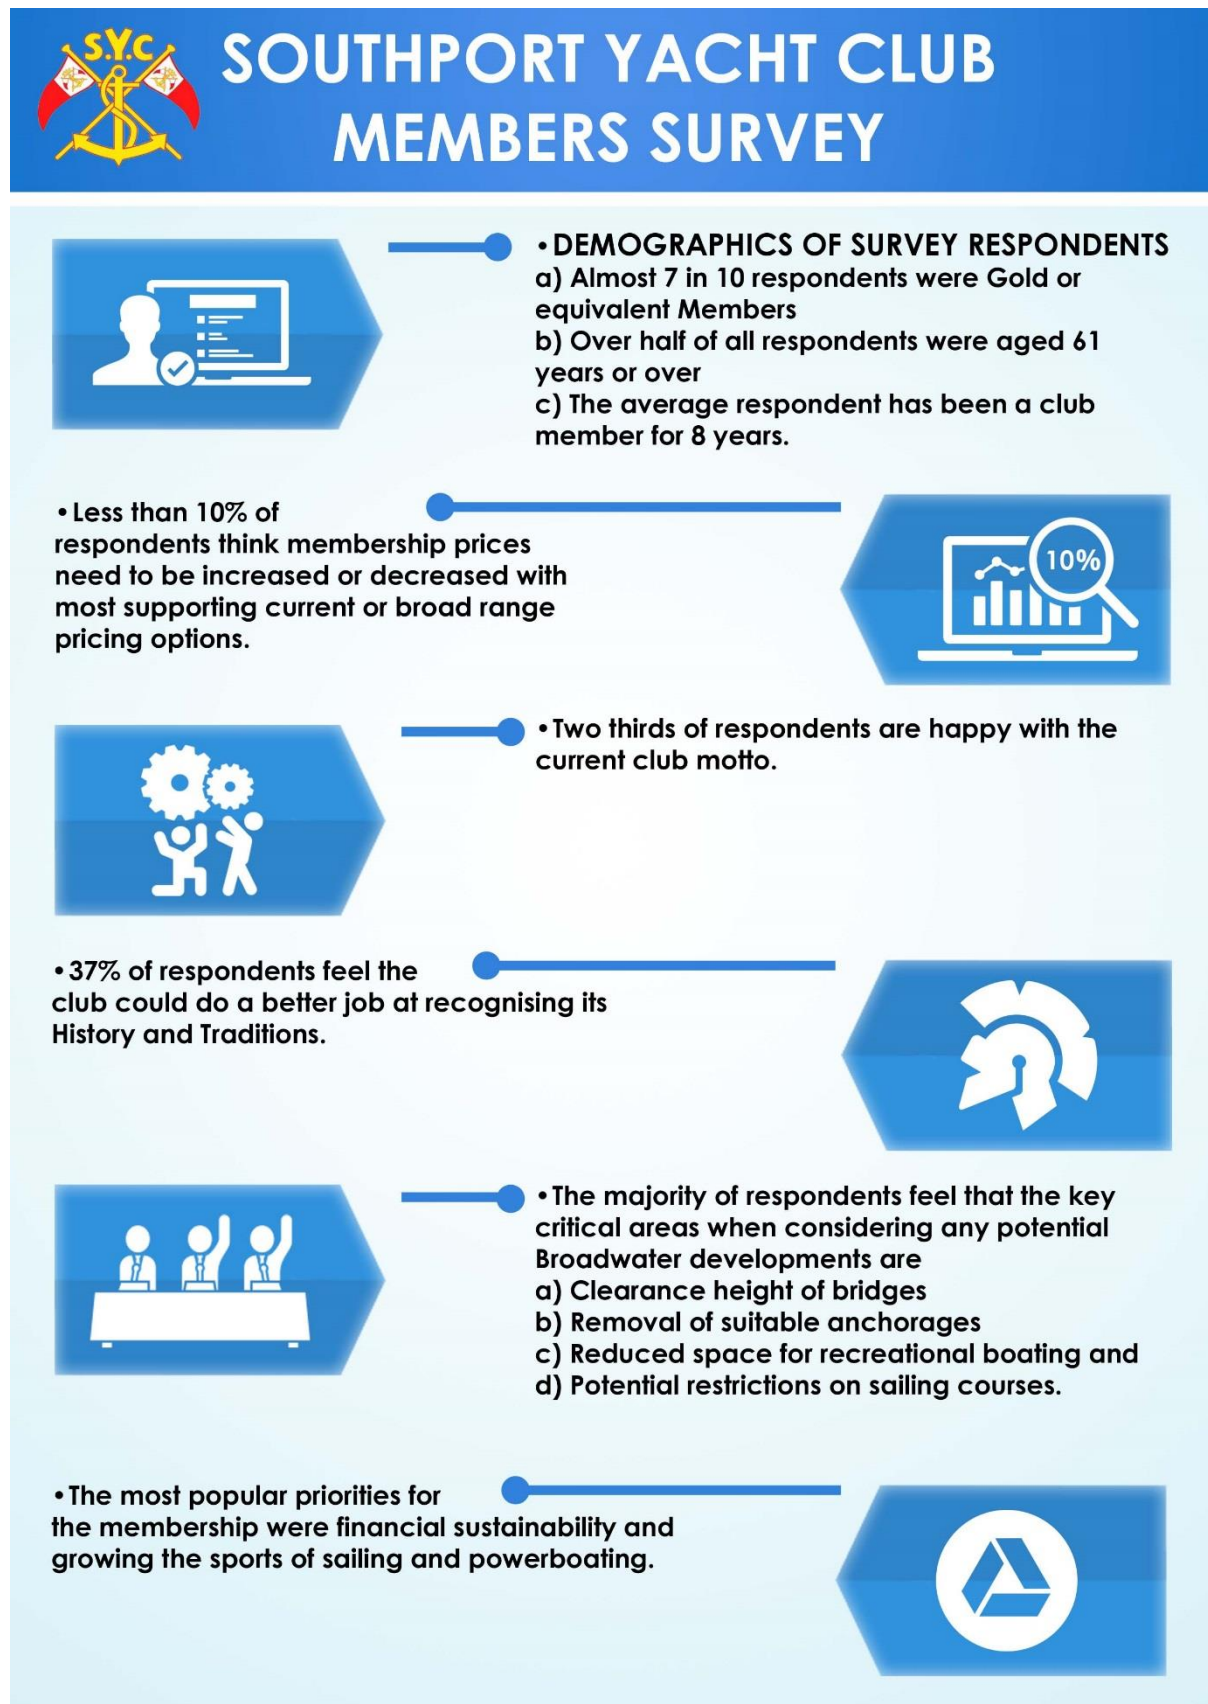 S.Y.C
SOUTHPORT YACHT CLUB
MEMBERS SURVEY
•DEMOGRAPHICS OF SURVEY RESPONDENTS
a) Almost 7 in 10 respondents were Gold or
equivalent Members
b) Over half of all respondents were aged 61
years or over
c) The average respondent has been a club
member for 8 years.
•Less than 10% of
respondents think membership prices
need to be increased or decreased with
most supporting current or broad range
pricing options.
10%
•Two thirds of respondents are happy with the
current club motto.
•37% of respondents feel the
club could do a better job at recognising its
History and Traditions.
•The majority of respondents feel that the key
critical areas when considering any potential
Broadwater developments are
a) Clearance height of bridges
b) Removal of suitable anchorages
c) Reduced space for recreational boating and
d) Potential restrictions on sailing courses.
•The most popular priorities for
the membership were financial sustainability and
growing the sports of sailing and powerboating.